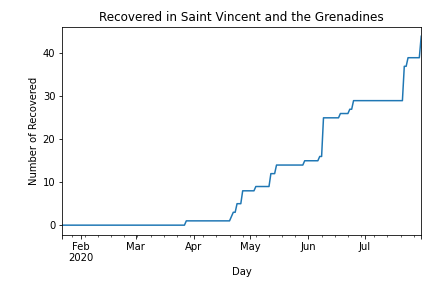 Recovered in Saint Vincent and the Grenadines
Number of Recovered
40
30
20
10
0
Feb Mar Apr May Jun Jul
2020
Day